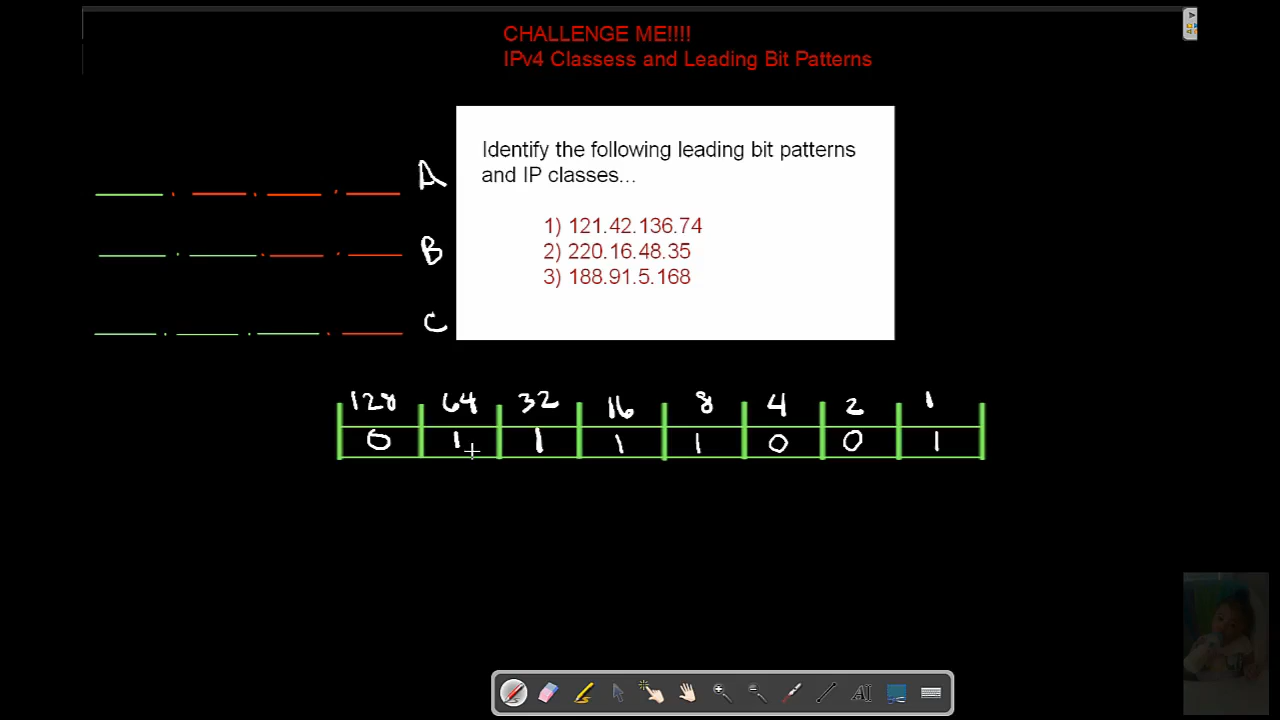 CHALLENGE ME!!!!
IPv4 Classess and Leading Bit Patterns
Identify the following leading bit patterns
and IP classes...
1) 121.42.136.74
2) 220.16.48.35
3) 188.91.5.168
A
B
C
128 64 32 16 8 4 2 1
0 1 1 1 1 0 0 1
AI